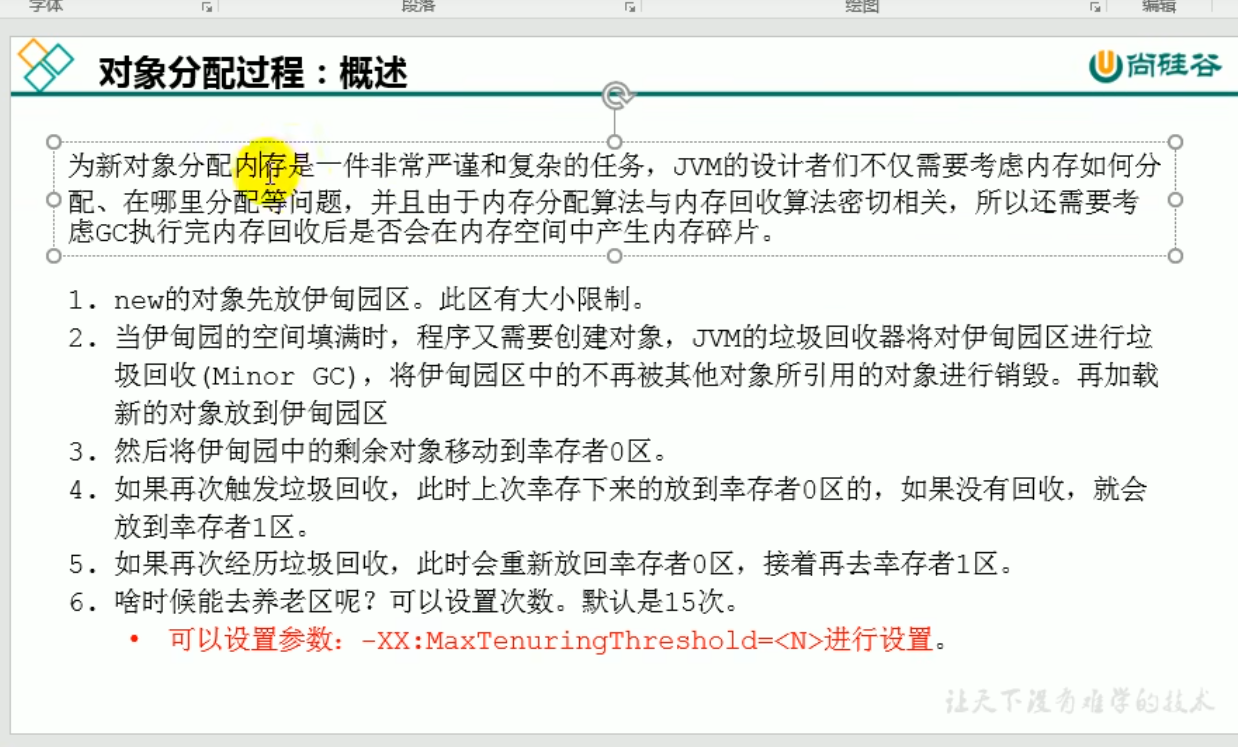 字体 段落 绘图 编辑
对象分配过程：概述
尚硅谷
为新对象分配内存是一件非常严谨和复杂的任务，JVM的设计者们不仅需要考虑内存如何分
配、在哪里分配等问题，并且由于内存分配算法与内存回收算法密切相关，所以还需要考
虑GC执行完内存回收后是否会在内存空间中产生内存碎片。
1. new的对象先放伊甸园区。此区有大小限制。
2. 当伊甸园的空间填满时，程序又需要创建对象，JVM的垃圾回收器将对伊甸园区进行垃
圾回收(Minor GC)，将伊甸园区中的不再被其他对象所引用的对象进行销毁。再加载
新的对象放到伊甸园区
3. 然后将伊甸园中的剩余对象移动到幸存者0区。
4. 如果再次触发垃圾回收，此时上次幸存下来的放到幸存者0区的，如果没有回收，就会
放到幸存者1区。
5. 如果再次经历垃圾回收，此时会重新放回幸存者0区，接着再去幸存者1区。
6. 啥时候能去养老区呢？可以设置次数。默认是15次。
• 可以设置参数：-XX:MaxTenuringThreshold=<N>进行设置。
让天下没有难学的技术